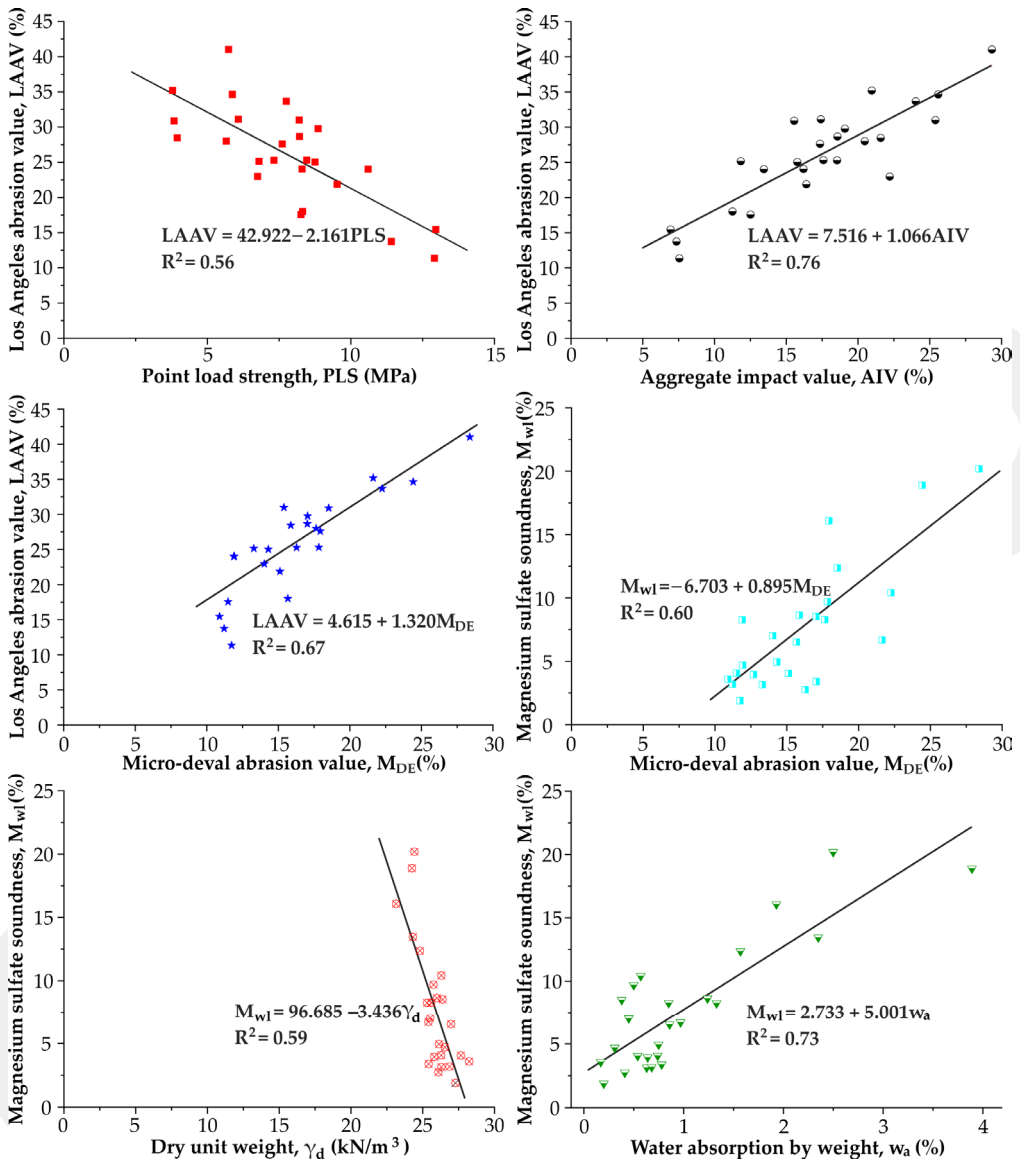 Los Angeles abrasion value, LAAV (%)
45
40
35
30
25
20
15
10
5
0
LAAV = 42.922−2.161PLS
R² = 0.56
0 5 10 15
Point load strength, PLS (MPa)
Los Angeles abrasion value, LAAV (%)
45
40
35
30
25
20
15
10
5
0
LAAV = 7.516 + 1.066AIV
R² = 0.76
0 5 10 15 20 25 30
Aggregate impact value, AIV (%)
Los Angeles abrasion value, LAAV (%)
45
40
35
30
25
20
15
10
5
0
LAAV = 4.615 + 1.320M_DE
R² = 0.67
0 5 10 15 20 25 30
Micro-deval abrasion value, M_DE(%)
Magnesium sulfate soundness, M_wl(%)
25
20
15
10
5
0
M_wl=−6.703 + 0.895M_DE
R² = 0.60
0 5 10 15 20 25 30
Micro-deval abrasion value, M_DE(%)
Magnesium sulfate soundness, M_wl(%)
25
20
15
10
5
0
M_wl= 96.685 −3.436γ_d
R² = 0.59
0 5 10 15 20 25 30
Dry unit weight, γ_d (kN/m³)
Magnesium sulfate soundness, M_wl(%)
25
20
15
10
5
0
M_wl= 2.733 + 5.001w_a
R² = 0.73
0 1 2 3 4
Water absorption by weight, w_a (%)